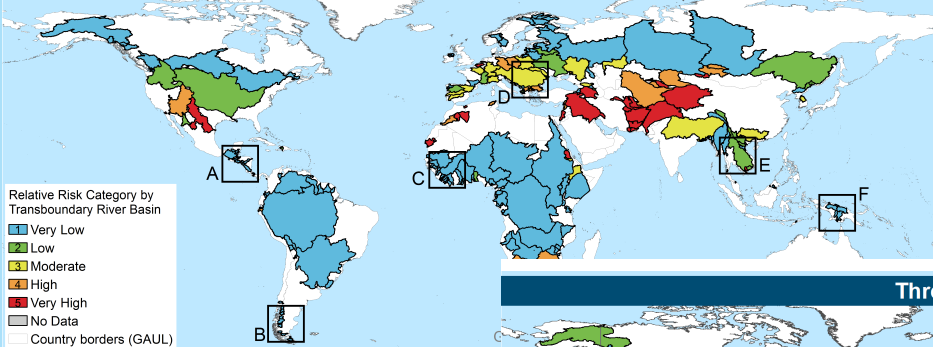 A
B
C
D
E
F
Relative Risk Category by
Transboundary River Basin
1 Very Low
2 Low
3 Moderate
4 High
5 Very High
No Data
Country borders (GAUL)
Thr